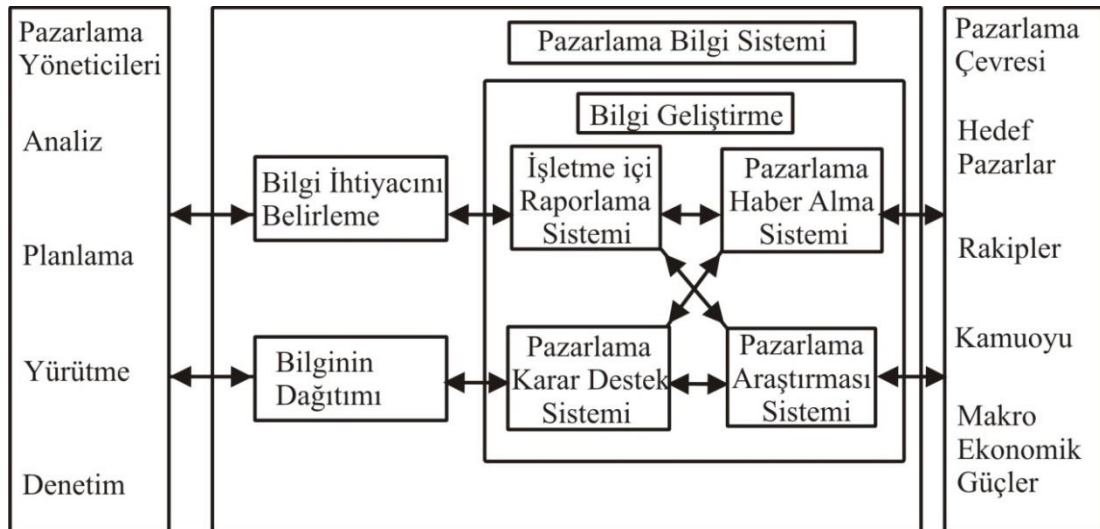 Pazarlama
Yöneticileri
Analiz
Planlama
Yürütme
Denetim
Pazarlama Bilgi Sistemi
Bilgi Geliştirme
Bilgi İhtiyacını
Belirleme
İşletme içi
Raporlama
Sistemi
Pazarlama
Haber Alma
Sistemi
Bilginin
Dağıtımı
Pazarlama
Karar Destek
Sistemi
Pazarlama
Araştırması
Sistemi
Pazarlama
Çevresi
Hedef
Pazarlar
Rakipler
Kamuoyu
Makro
Ekonomik
Güçler